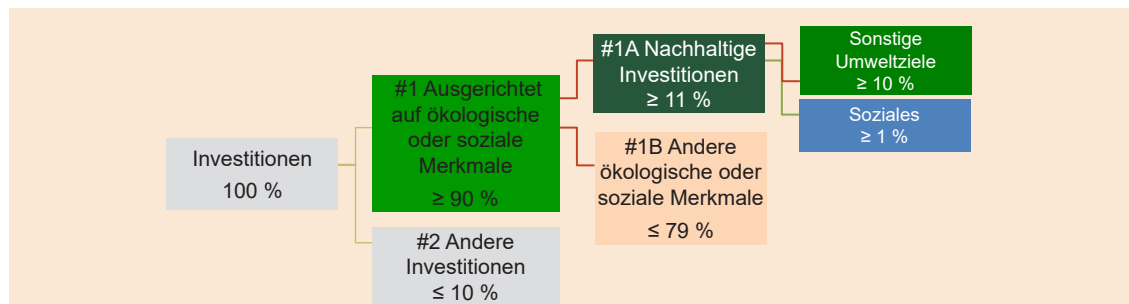 Investitionen
100 %
#1 Ausgerichtet
auf ökologische
oder soziale
Merkmale
≥ 90 %
#2 Andere
Investitionen
≤ 10 %
#1A Nachhaltige
Investitionen
≥ 11 %
#1B Andere
ökologische oder
soziale Merkmale
≤ 79 %
Sonstige
Umweltziele
≥ 10 %
Soziales
≥ 1 %